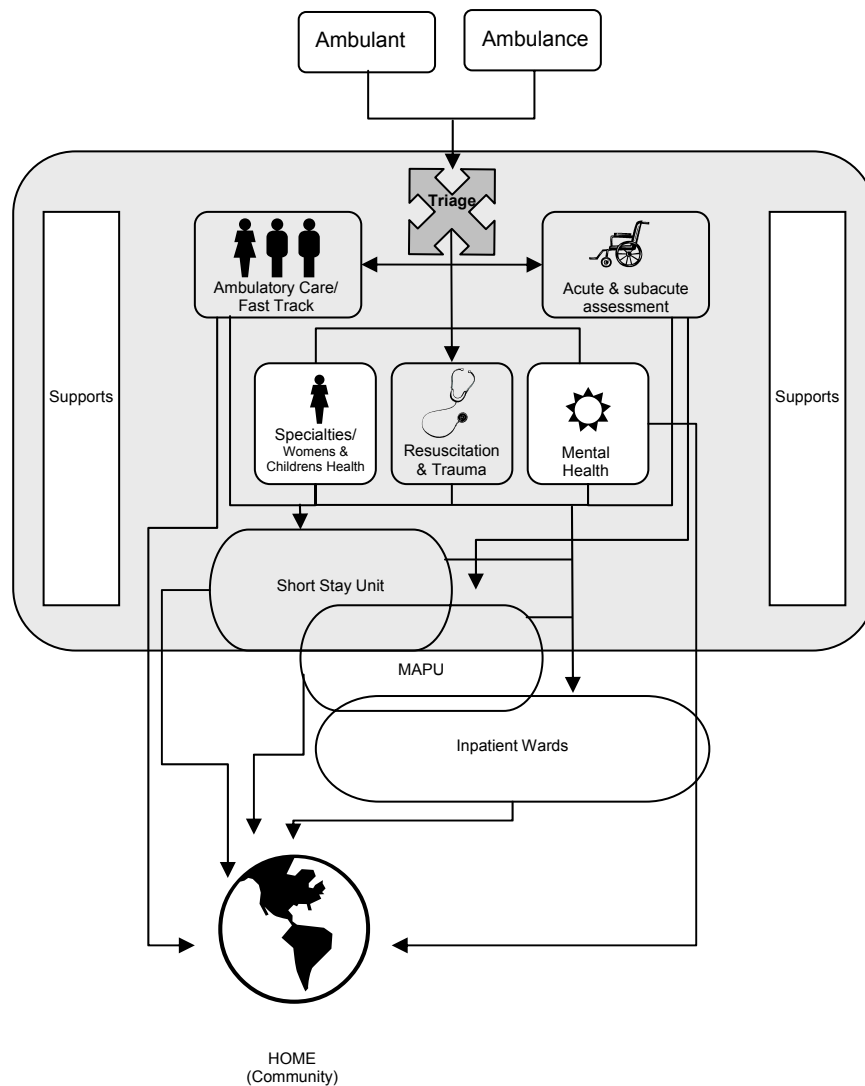 Ambulant
Ambulance
Triage
Supports
Ambulatory Care/
Fast Track
Acute & subacute
assessment
Supports
Specialties/
Womens &
Childrens Health
Resuscitation
& Trauma
Mental
Health
Short Stay Unit
MAPU
Inpatient Wards
HOME
(Community)